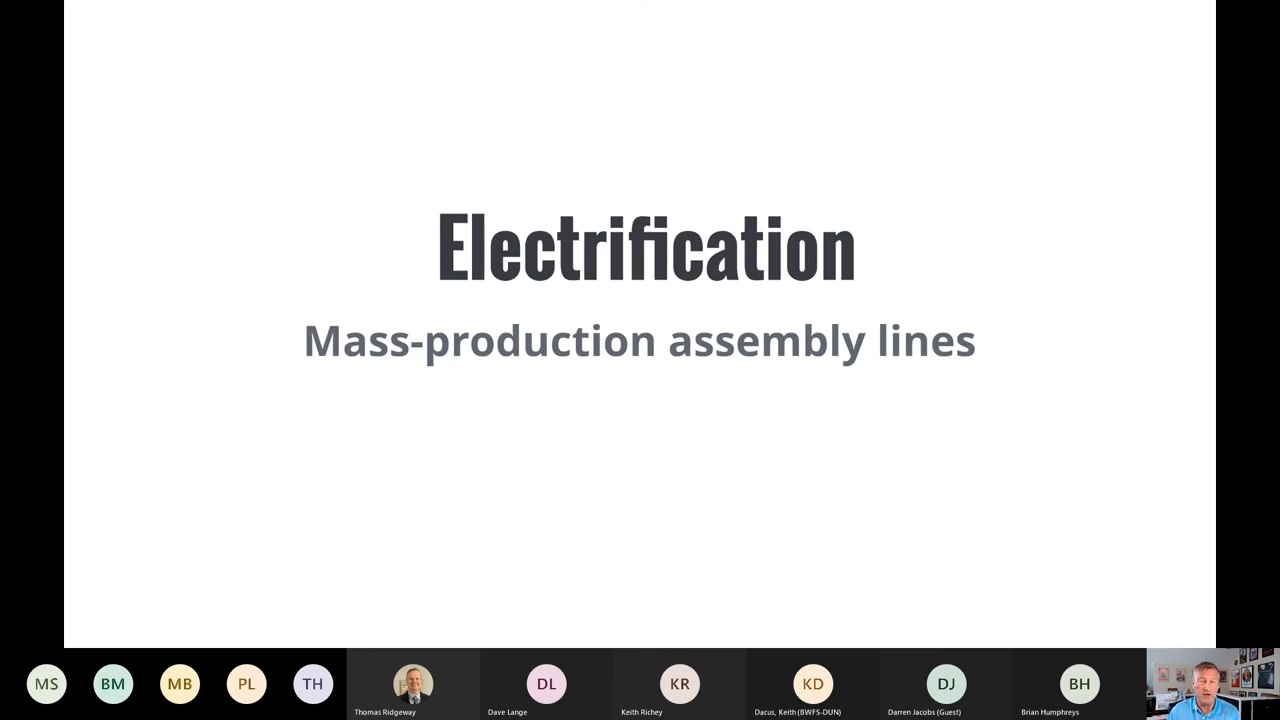 Electrification
Mass-production assembly lines
MS
BM
MB
PL
TH
Thomas Ridgeway
DL
Dave Lange
KR
Keith Richey
KD
Dacus, Keith (BWFS-DUN)
DJ
Darren Jacobs (Guest)
BH
Brian Humphreys